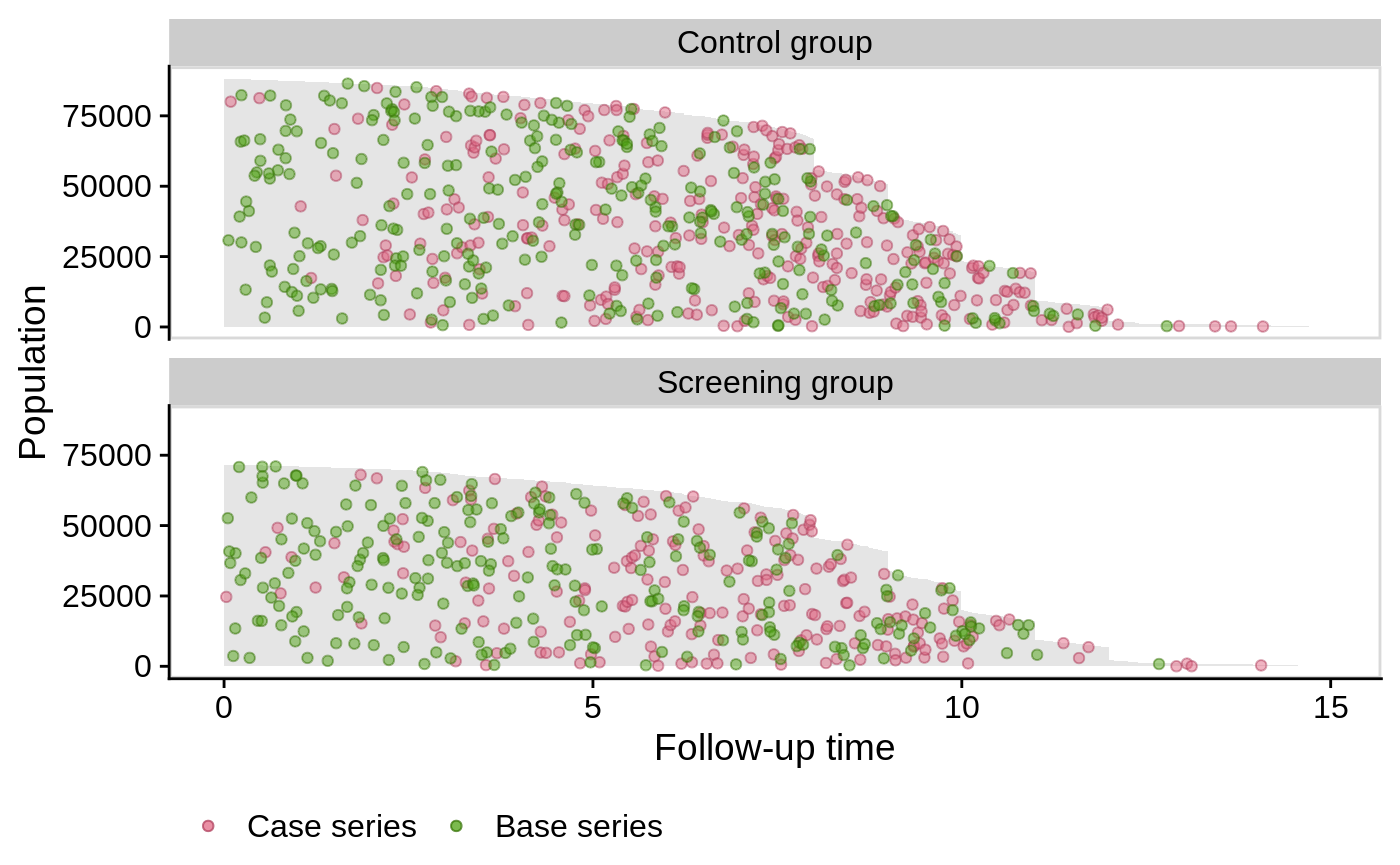 Control group
75000
50000
25000
0
Population
Screening group
75000
50000
25000
0
0 5 10 15
Follow-up time
Case series Base series